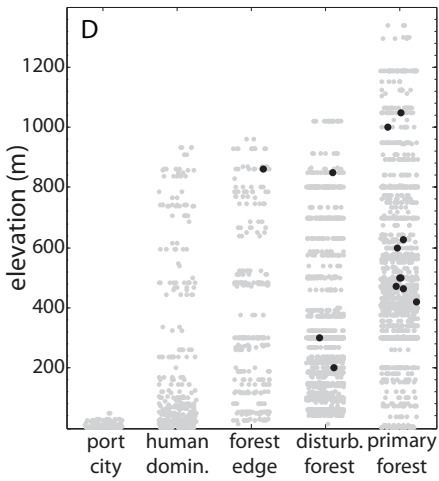 D
1200
1000
800
600
400
200
elevation (m)
port city
human domin.
forest edge
disturb. forest
primary forest